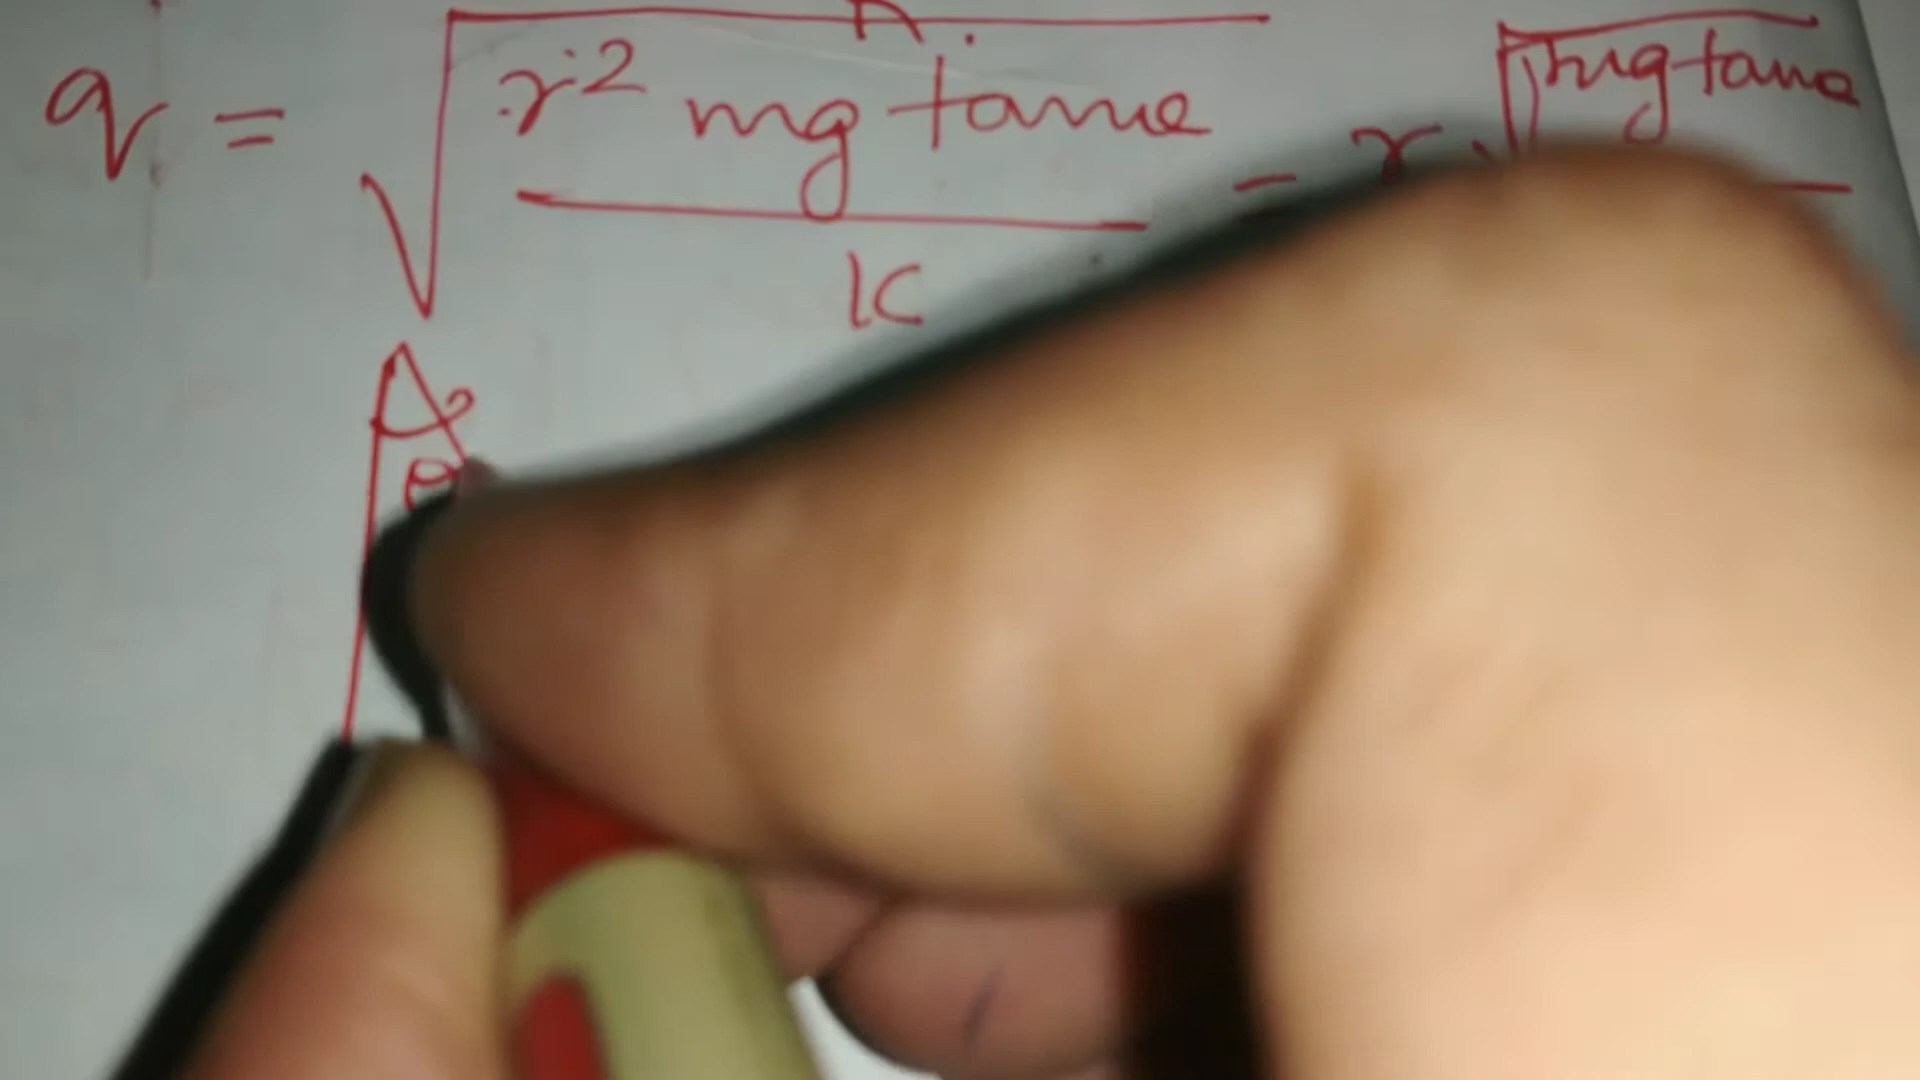 q = √ r² mg tanθ / K = r √ mg tanθ
θ